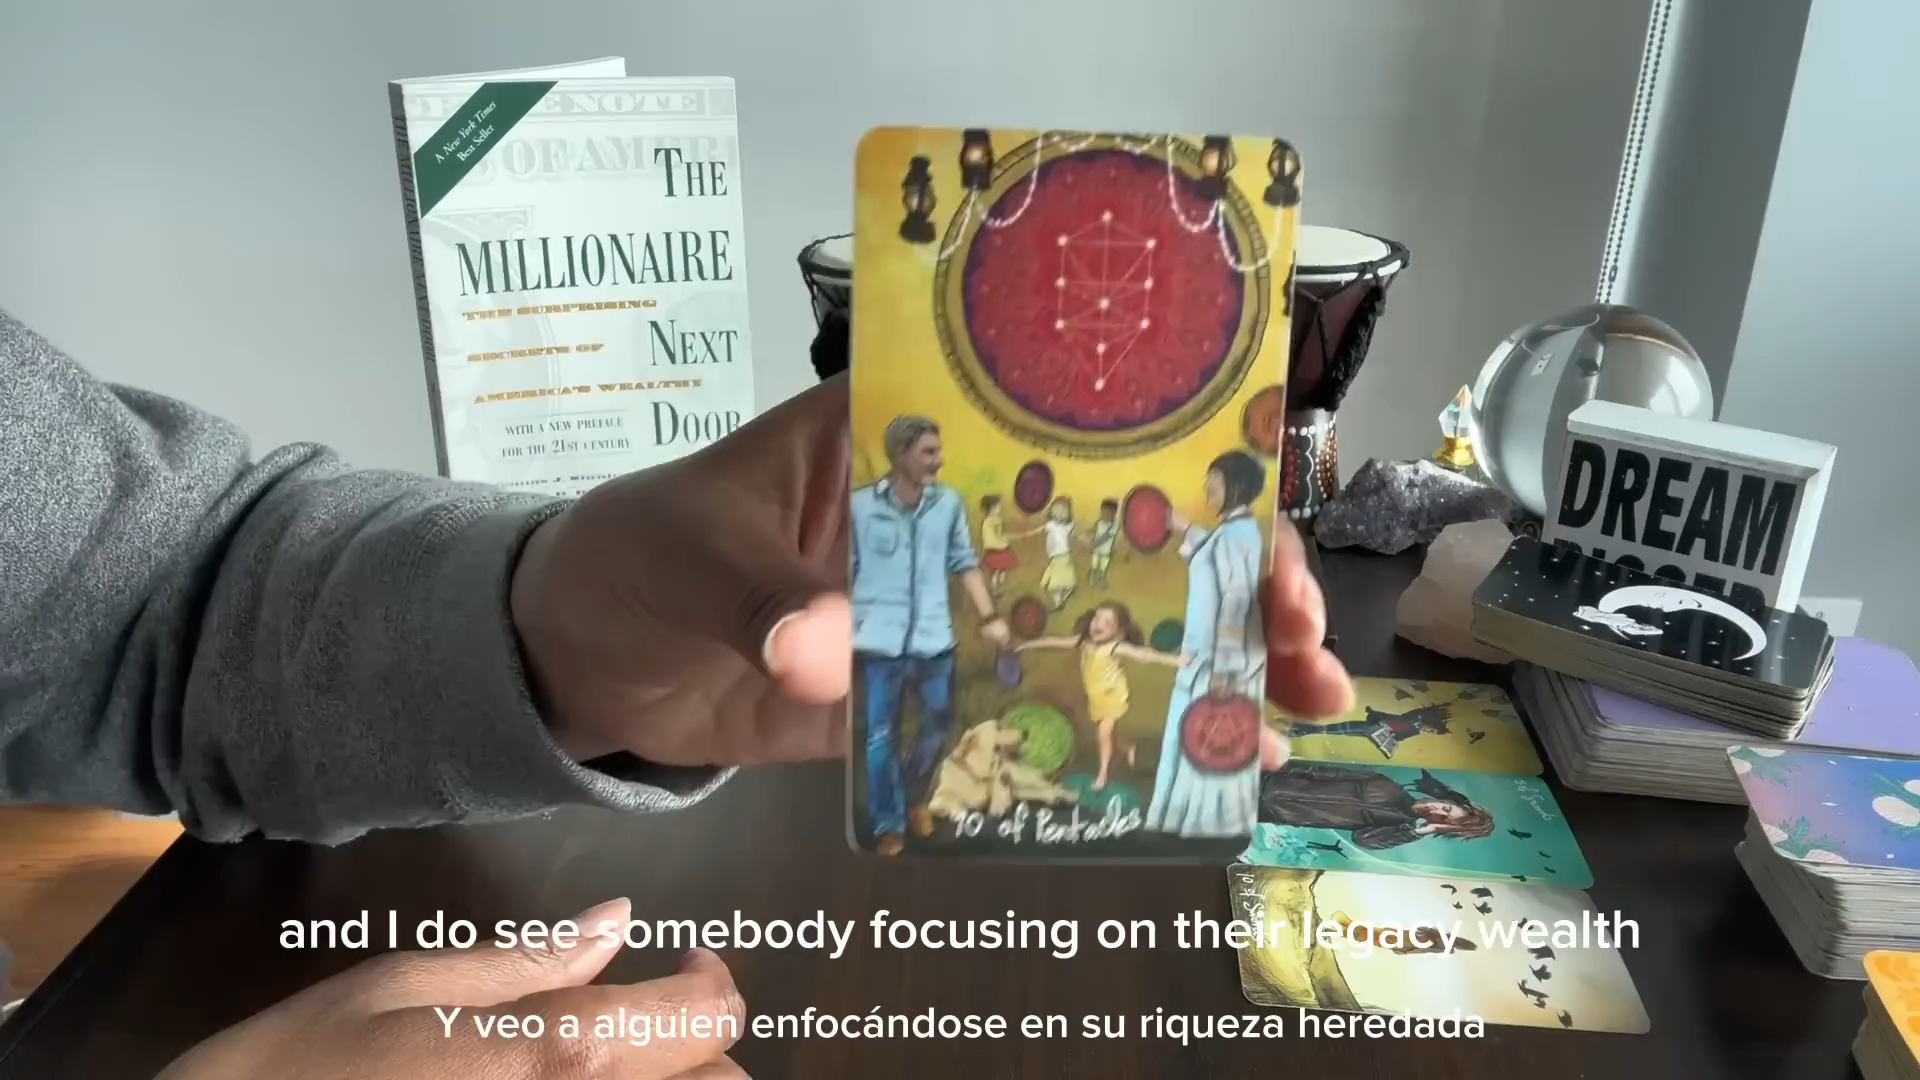 A New York Times
Best Seller
THE
MILLIONAIRE
THE SURPRISING
NEXT
SECRETS OF
AMERICA'S WEALTHY
DOOR
WITH A NEW PREFACE
FOR THE 21ST CENTURY
10 of Pentacles
DREAM
BIGGER
and I do see somebody focusing on their legacy wealth
Y veo a alguien enfocándose en su riqueza heredada